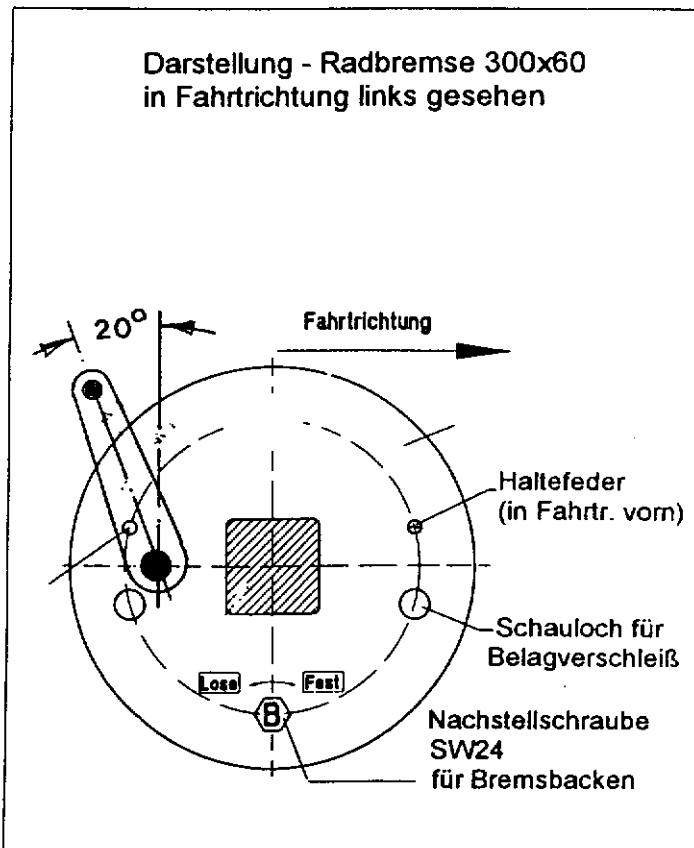 Darstellung - Radbremse 300x60
in Fahrtrichtung links gesehen
20°
Fahrtrichtung
Haltefeder
(in Fahrtr. vorn)
Schauloch für
Belagverschleiß
Lose
Fest
B
Nachstellschraube
SW24
für Bremsbacken